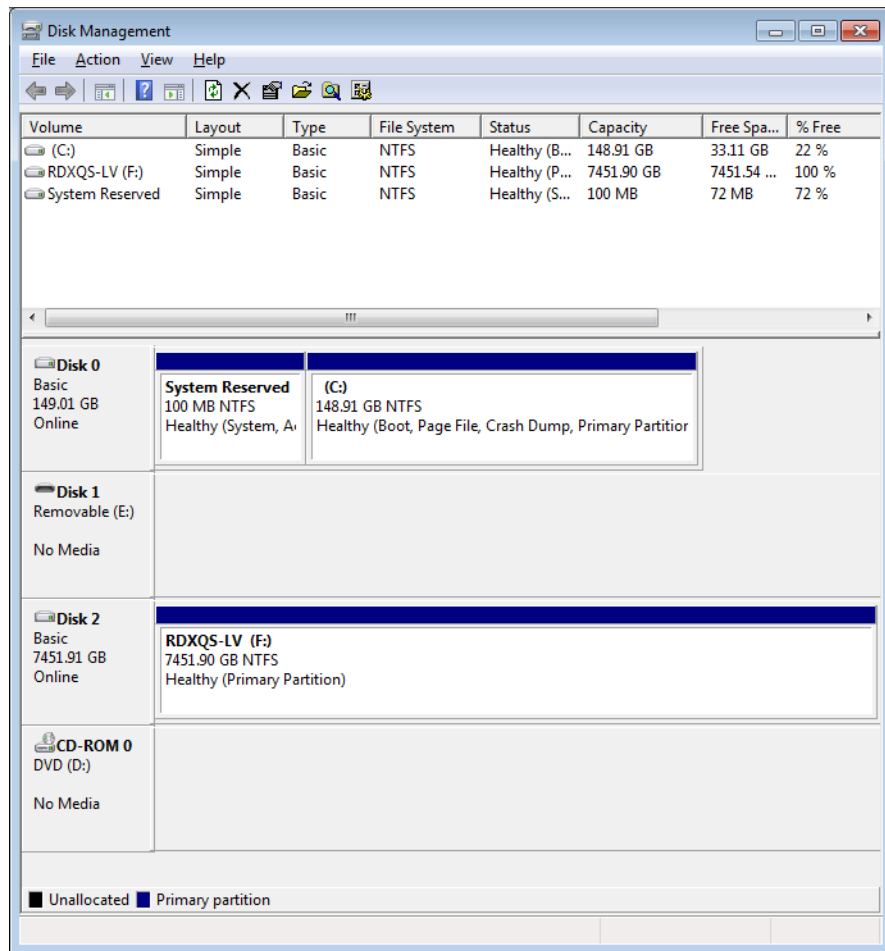 Disk Management
File Action View Help
Volume Layout Type File System Status Capacity Free Spa... % Free
(C:) Simple Basic NTFS Healthy (B... 148.91 GB 33.11 GB 22 %
RDXQS-LV (F:) Simple Basic NTFS Healthy (P... 7451.90 GB 7451.54 ... 100 %
System Reserved Simple Basic NTFS Healthy (S... 100 MB 72 MB 72 %
Disk 0
Basic
149.01 GB
Online
System Reserved
100 MB NTFS
Healthy (System, A
(C:)
148.91 GB NTFS
Healthy (Boot, Page File, Crash Dump, Primary Partition
Disk 1
Removable (E:)
No Media
Disk 2
Basic
7451.91 GB
Online
RDXQS-LV (F:)
7451.90 GB NTFS
Healthy (Primary Partition)
CD-ROM 0
DVD (D:)
No Media
Unallocated Primary partition